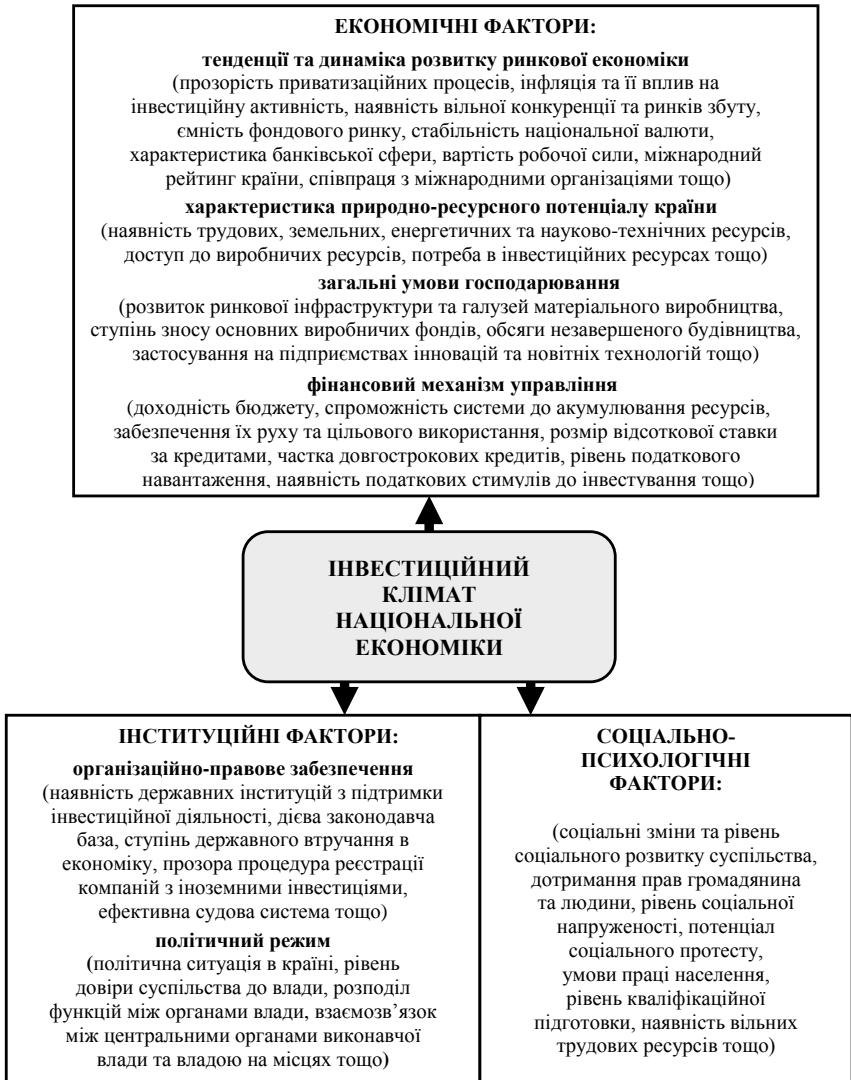 ЕКОНОМІЧНІ ФАКТОРИ:
тенденції та динаміка розвитку ринкової економіки
(прозорість приватизаційних процесів, інфляція та її вплив на
інвестиційну активність, наявність вільної конкуренції та ринків збуту,
ємність фондового ринку, стабільність національної валюти,
характеристика банківської сфери, вартість робочої сили, міжнародний
рейтинг країни, співпраця з міжнародними організаціями тощо)
характеристика природно-ресурсного потенціалу країни
(наявність трудових, земельних, енергетичних та науково-технічних ресурсів,
доступ до виробничих ресурсів, потреба в інвестиційних ресурсах тощо)
загальні умови господарювання
(розвиток ринкової інфраструктури та галузей матеріального виробництва,
ступінь зносу основних виробничих фондів, обсяги незавершеного будівництва,
застосування на підприємствах інновацій та новітніх технологій тощо)
фінансовий механізм управління
(доходність бюджету, спроможність системи до акумулювання ресурсів,
забезпечення їх руху та цільового використання, розмір відсоткової ставки
за кредитами, частка довгострокових кредитів, рівень податкового
навантаження, наявність податкових стимулів до інвестування тощо)
ІНВЕСТИЦІЙНИЙ
КЛІМАТ
НАЦІОНАЛЬНОЇ
ЕКОНОМІКИ
ІНСТИТУЦІЙНІ ФАКТОРИ:
організаційно-правове забезпечення
(наявність державних інституцій з підтримки
інвестиційної діяльності, дієва законодавча
база, ступінь державного втручання в
економіку, прозора процедура реєстрації
компаній з іноземними інвестиціями,
ефективна судова система тощо)
політичний режим
(політична ситуація в країні, рівень
довіри суспільства до влади, розподіл
функцій між органами влади, взаємозв’язок
між центральними органами виконавчої
влади та владою на місцях тощо)
СОЦІАЛЬНО-
ПСИХОЛОГІЧНІ
ФАКТОРИ:
(соціальні зміни та рівень
соціального розвитку суспільства,
дотримання прав громадянина
та людини, рівень соціальної
напруженості, потенціал
соціального протесту,
умови праці населення,
рівень кваліфікаційної
підготовки, наявність вільних
трудових ресурсів тощо)